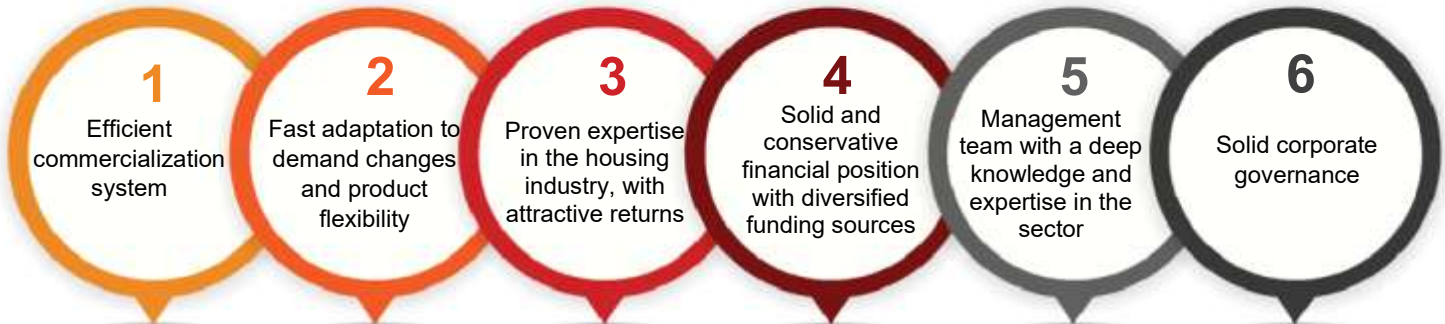 1
Efficient
commercialization
system
2
Fast adaptation to
demand changes
and product
flexibility
3
Proven expertise
in the housing
industry, with
attractive returns
4
Solid and
conservative
financial position
with diversified
funding sources
5
Management
team with a deep
knowledge and
expertise in the
sector
6
Solid corporate
governance